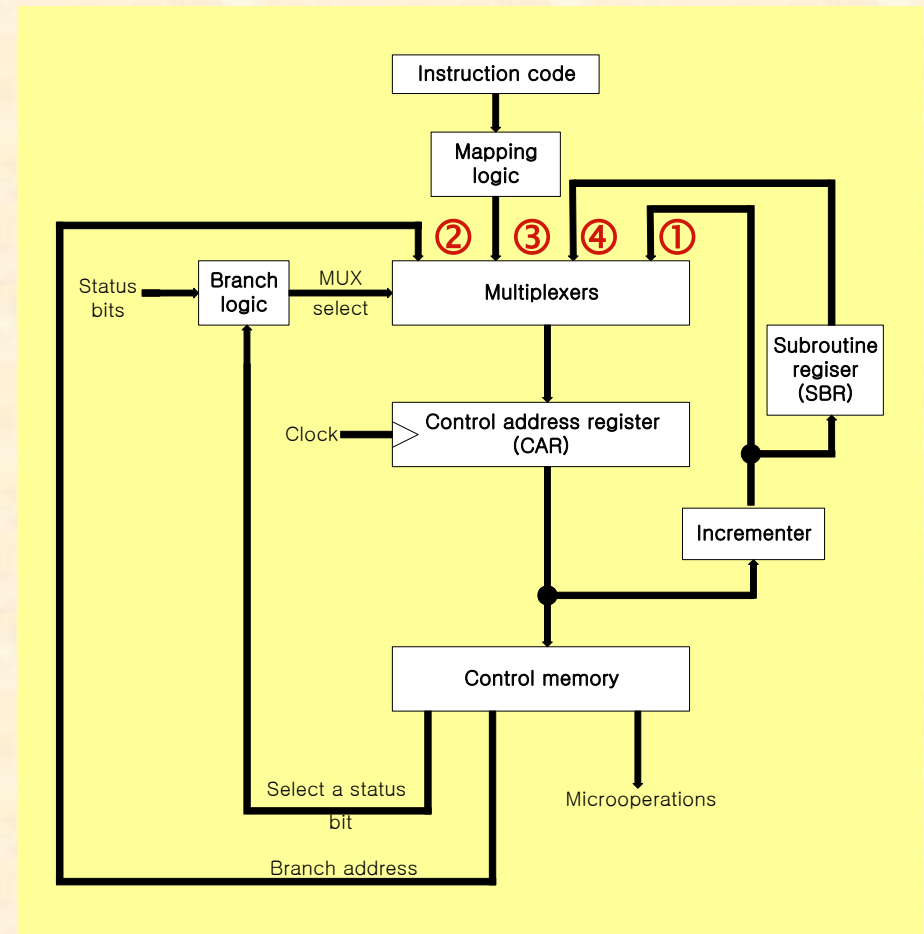 Instruction code
Mapping
logic
② ③ ④ ①
Status
bits
Branch
logic
MUX
select
Multiplexers
Subroutine
regiser
(SBR)
Clock
Control address register
(CAR)
Incrementer
Control memory
Select a status
bit
Microoperations
Branch address